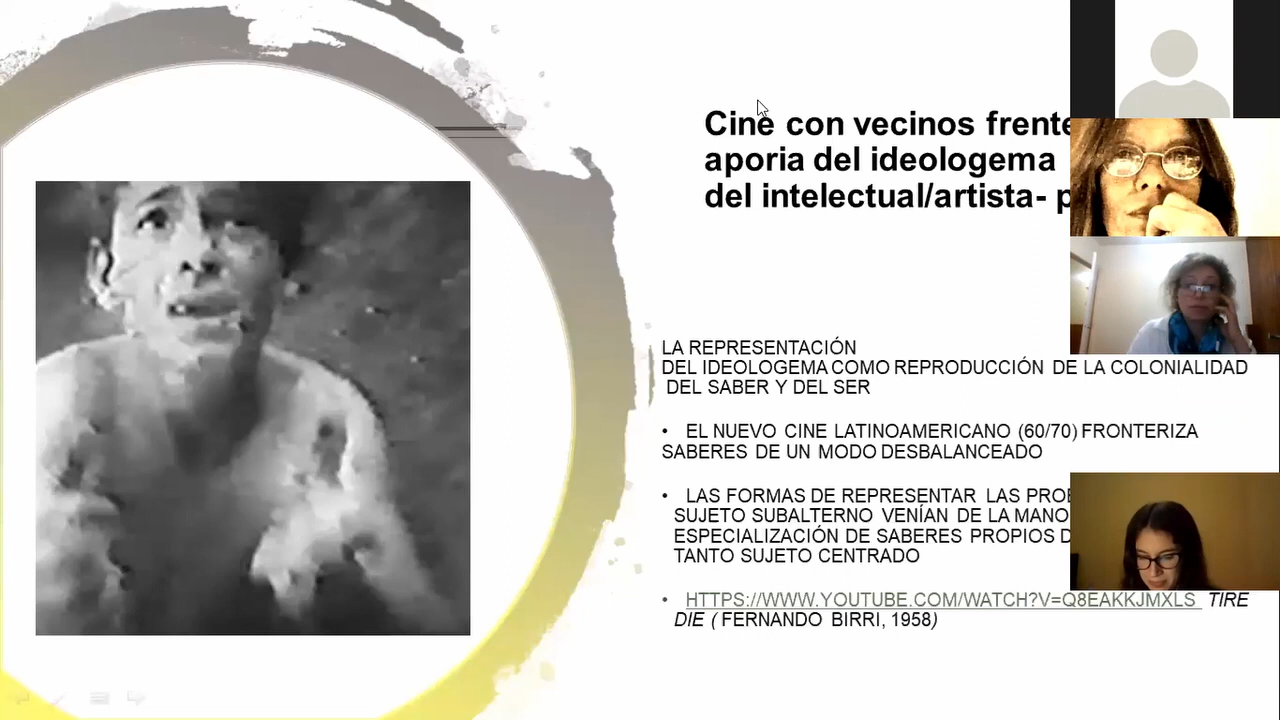 Cine con vecinos frente
aporia del ideologema
del intelectual/artista-
LA REPRESENTACIÓN
DEL IDEOLOGEMA COMO REPRODUCCIÓN DE LA COLONIALIDAD
DEL SABER Y DEL SER
• EL NUEVO CINE LATINOAMERICANO (60/70) FRONTERIZA
SABERES DE UN MODO DESBALANCEADO
• LAS FORMAS DE REPRESENTAR LAS
SUJETO SUBALTERNO VENÍAN DE LA MANO
ESPECIALIZACIÓN DE SABERES PROPIOS
TANTO SUJETO CENTRADO
• HTTPS://WWW.YOUTUBE.COM/WATCH?V=Q8EAKKJMXLS TIRE
DIE ( FERNANDO BIRRI, 1958)